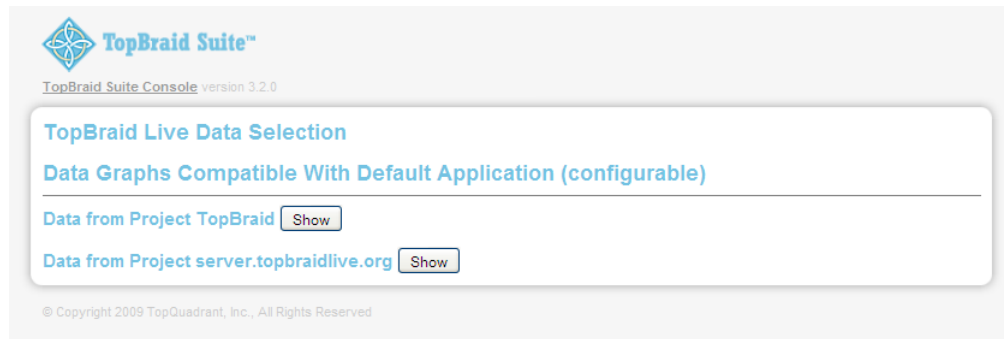 TopBraid Suite™
TopBraid Suite Console version 3.2.0
TopBraid Live Data Selection
Data Graphs Compatible With Default Application (configurable)
Data from Project TopBraid Show
Data from Project server.topbraidlive.org Show
© Copyright 2009 TopQuadrant, Inc., All Rights Reserved